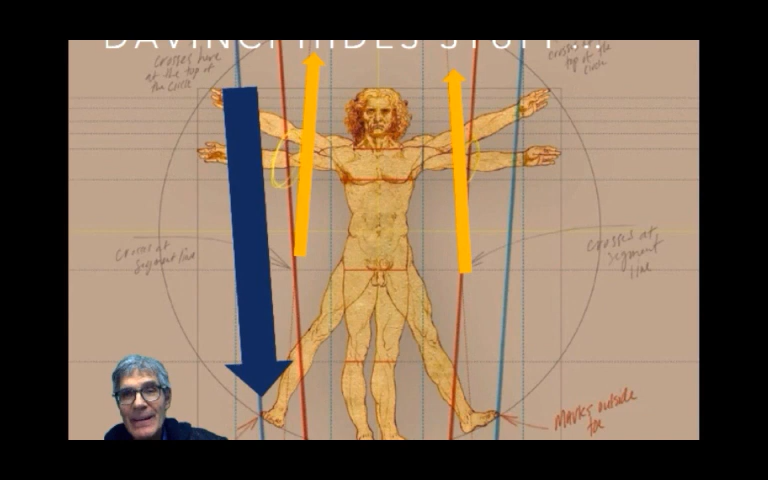 DAVINCI HIDES STUFF...
Crosses here
at the top of
the Circle
crosses
top of the
circle
Crosses at
segment line
crosses at
segment
line
Marks outside
toe